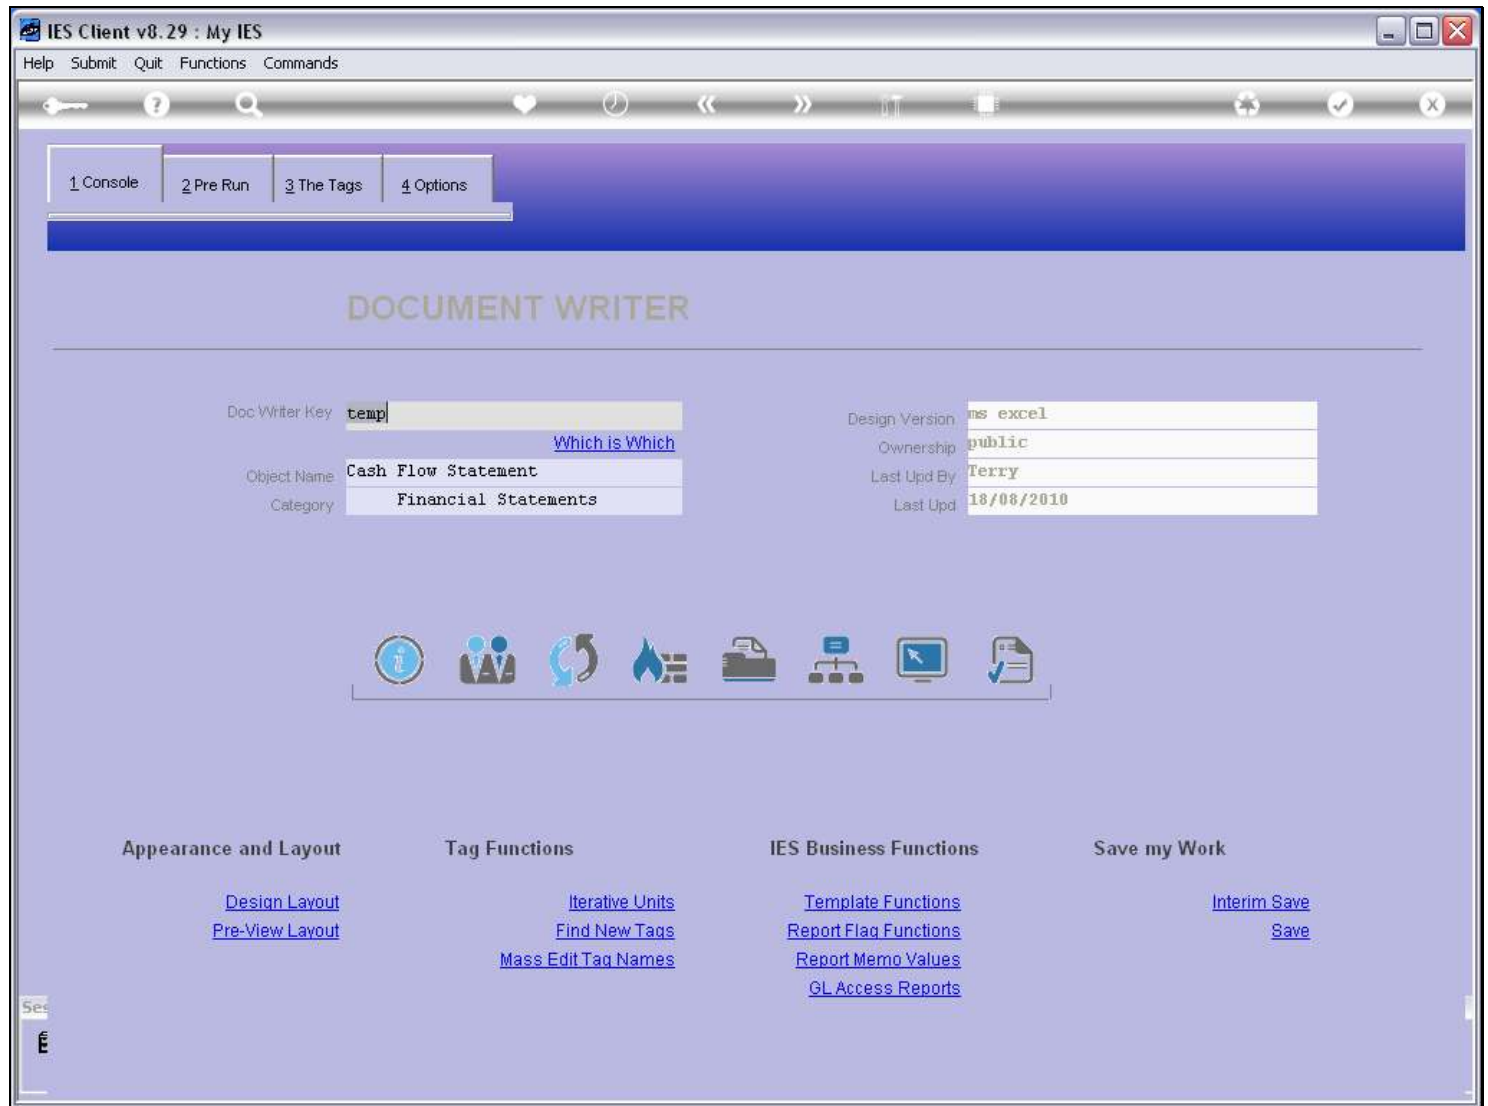 IES Client v8.29 : My IES
Help Submit Quit Functions Commands
1 Console 2 Pre Run 3 The Tags 4 Options
DOCUMENT WRITER
Doc Writer Key temp
Which is Which
Object Name Cash Flow Statement
Category Financial Statements
Design Version ms excel
Ownership public
Last Upd By Terry
Last Upd 18/08/2010
Appearance and Layout
Design Layout
Pre-View Layout
Tag Functions
Iterative Units
Find New Tags
Mass Edit Tag Names
IES Business Functions
Template Functions
Report Flag Functions
Report Memo Values
GL Access Reports
Save my Work
Interim Save
Save
Ses